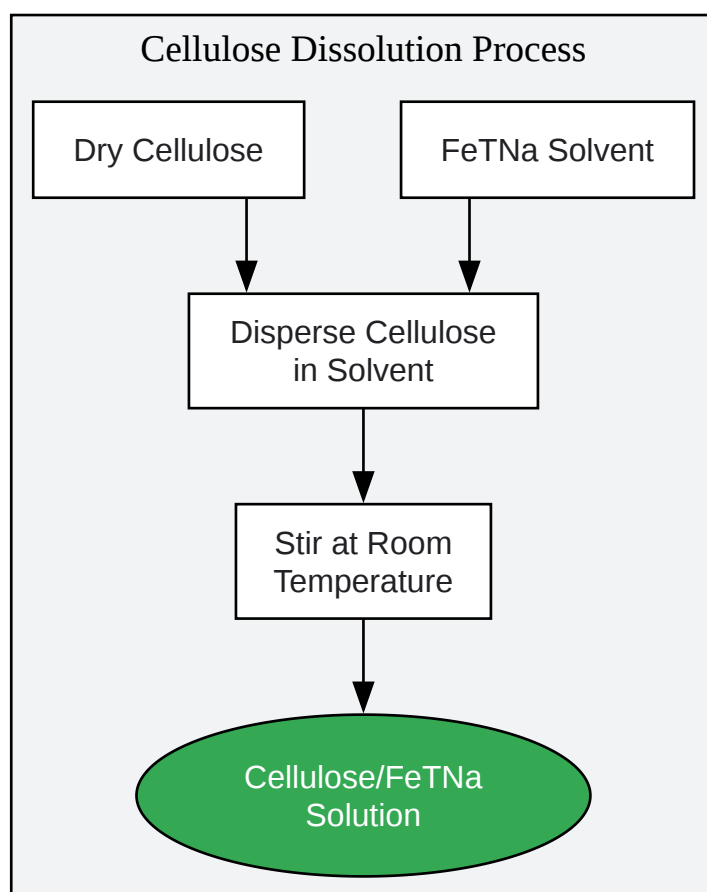 Cellulose Dissolution Process
Dry Cellulose
FeTNa Solvent
Disperse Cellulose
in Solvent
Stir at Room
Temperature
Cellulose/FeTNa
Solution